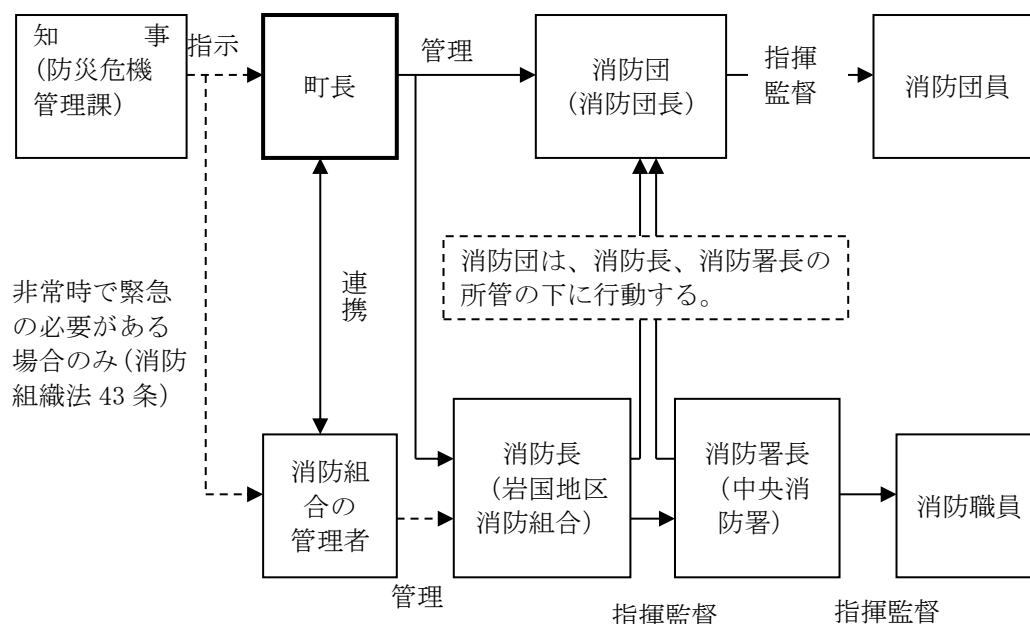 知　　事
(防災危機
管理課)
指示
町長
管理
消防団
(消防団長)
指揮
監督
消防団員
非常時で緊急
の必要がある
場合のみ(消防
組織法 43 条)
連
携
消防団は、消防長、消防署長の
所管の下に行動する。
消防組
合の
管理者
管理
消防長
(岩国地区
消防組合)
指揮監督
消防署長
(中央消
防署)
指揮監督
消防職員